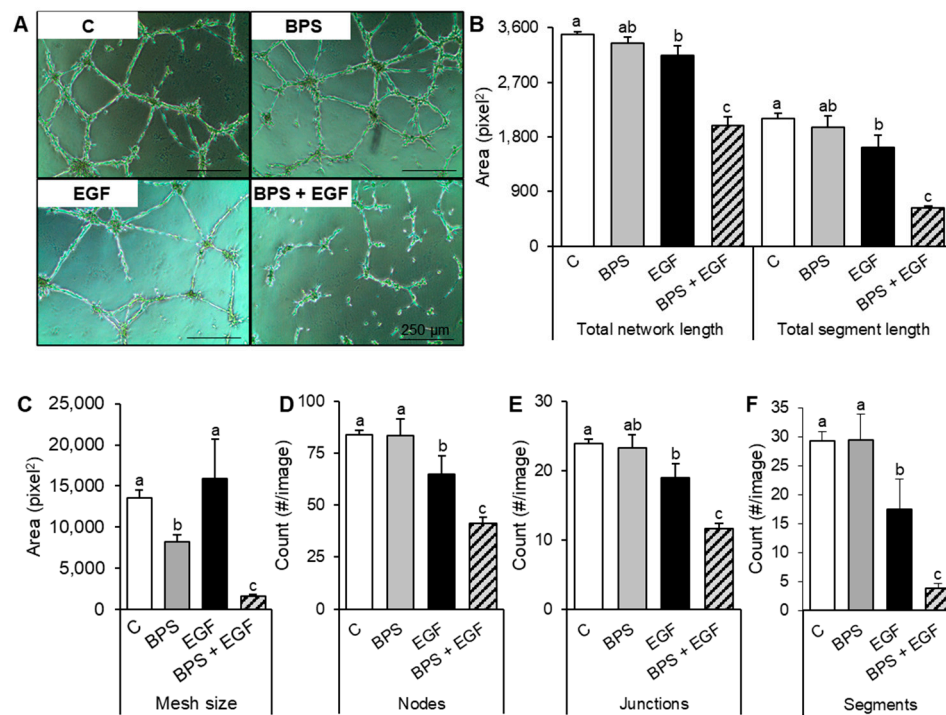 A
C
BPS
EGF
BPS + EGF
250 µm
B
Area (pixel²)
3,600
2,700
1,800
900
0
a
ab
b
c
a
ab
b
c
C
BPS
EGF
BPS + EGF
C
BPS
EGF
BPS + EGF
Total network length
Total segment length
C
Area (pixel²)
25,000
20,000
15,000
10,000
5,000
0
a
b
a
c
C
BPS
EGF
BPS + EGF
Mesh size
D
Count (#/image)
100
75
50
25
0
a
a
b
c
C
BPS
EGF
BPS + EGF
Nodes
E
Count (#/image)
30
20
10
0
a
ab
b
c
C
BPS
EGF
BPS + EGF
Junctions
F
Count (#/image)
35
30
25
20
15
10
5
0
a
a
b
c
C
BPS
EGF
BPS + EGF
Segments